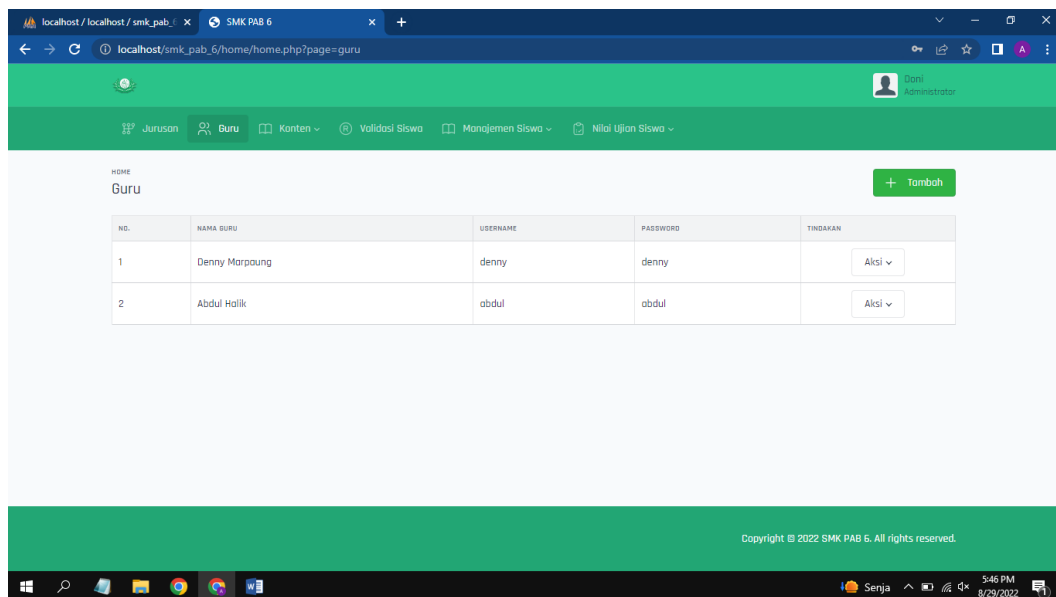 localhost / localhost / smk_pab_6
SMK PAB 6
localhost/smk_pab_6/home/home.php?page=guru
A
Doni
Administrator
Jurusan Guru Konten Validasi Siswa Manajemen Siswa Nilai Ujian Siswa
HOME
Guru
+ Tambah
NO. NAMA GURU USERNAME PASSWORD TINDAKAN
1 Denny Marpaung denny denny Aksi
2 Abdul Halik abdul abdul Aksi
Copyright © 2022 SMK PAB 6. All rights reserved.
Senja
5:46 PM
8/29/2022
1